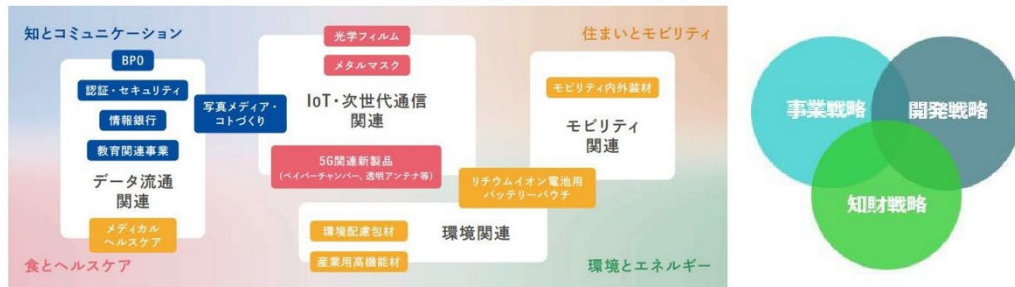 知とコミュニケーション
BPO
認証・セキュリティ
情報銀行
教育関連事業
データ流通
関連
メディカル
ヘルスケア
食とヘルスケア
写真メディア・
コトづくり
光学フィルム
メタルマスク
IoT・次世代通信
関連
5G関連新製品
(ベイパーチャンバー、透明アンテナ等)
住まいとモビリティ
モビリティ内外装材
モビリティ
関連
リチウムイオン電池用
バッテリーパウチ
環境配慮包材
産業用高機能材
環境関連
環境とエネルギー
事業戦略
開発戦略
知財戦略